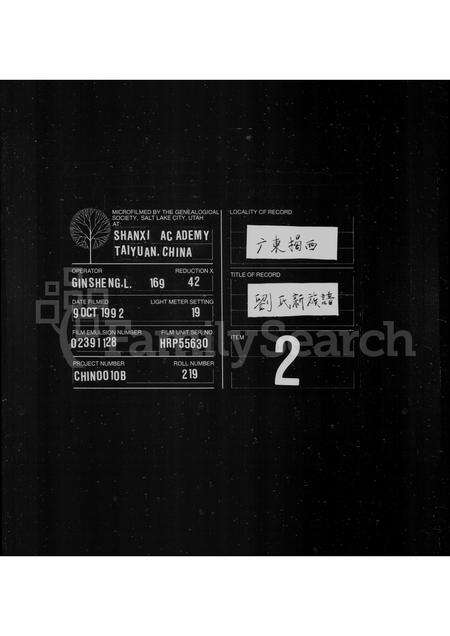 MICROFILMED BY THE GENEALOGICAL
SOCIETY, SALT LAKE CITY, UTAH
AT
SHANXI ACADEMY
TAIYUAN, CHINA
OPERATOR
REDUCTION X
GINSHENG.L. 169
42
DATE FILMED
LIGHT METER SETTING
9 OCT 1992
19
FILM EMULSION NUMBER
FILM UNIT SER NO
02391128
HRP55630
PROJECT NUMBER
ROLL NUMBER
CHN0010B
219
LOCALITY OF RECORD
广東揭西
TITLE OF RECORD
劉氏新族譜
ITEM
2
FamilySearch